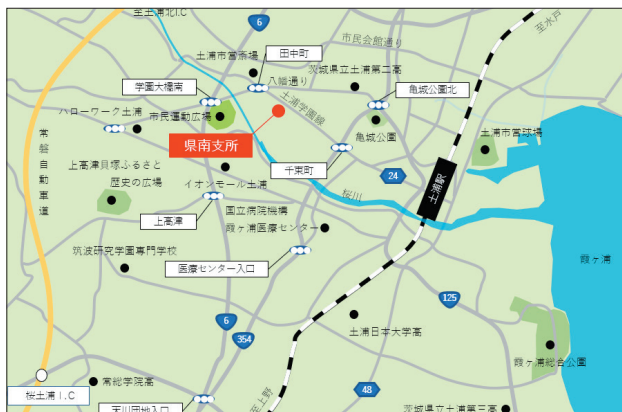 至土浦北I.C
6
田中町
市民会館通り
至水戸
土浦市営斎場
八幡通り
茨城県立土浦第二高
学園大橋南
亀城公園北
土浦学園線
ハローワーク土浦
市民運動広場
県南支所
亀城公園
土浦市営球場
常磐自動車道
上高津貝塚ふるさと
歴史の広場
イオンモール土浦
千束町
24
土浦駅
桜川
上高津
国立病院機構
霞ヶ浦医療センター
筑波研究学園専門学校
医療センター入口
霞ヶ浦
125
6
354
土浦日本大学高
霞ヶ浦総合公園
桜土浦I.C
常総学院高
48
天川団地入口
至上野
茨城県立土浦第三高